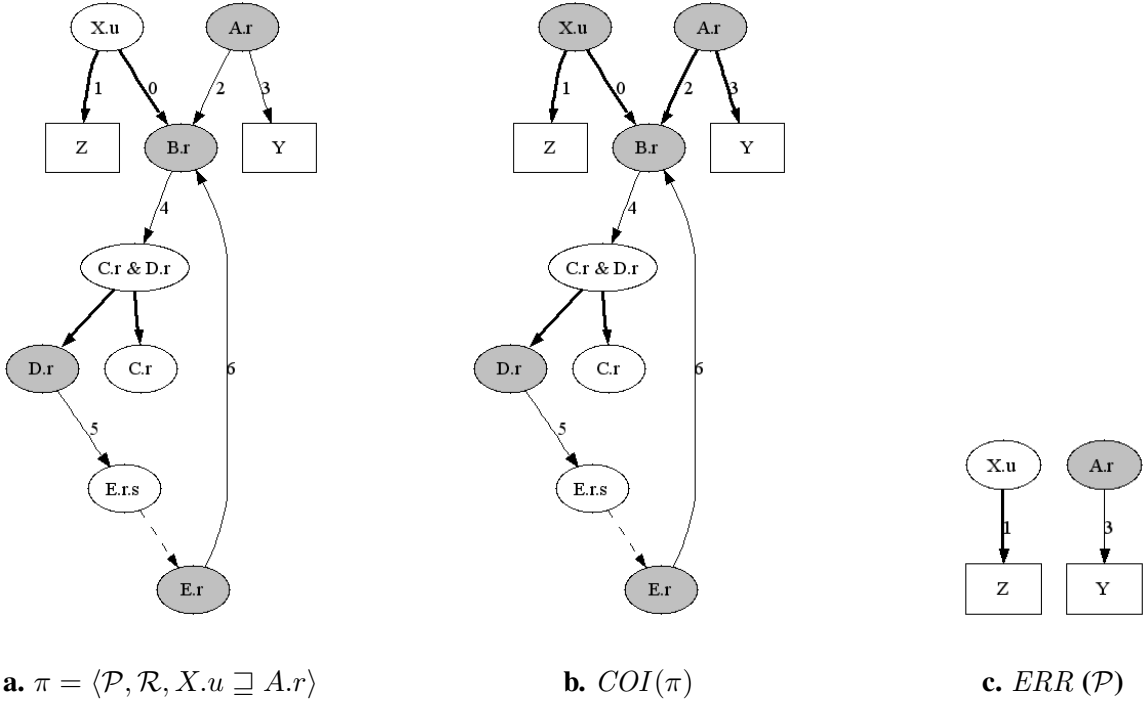 X.u A.r X.u A.r
1 0 2 3 1 0 2 3
Z B.r Y Z B.r Y
4 4
C.r & D.r C.r & D.r
D.r C.r 6 D.r C.r 6
5 5
X.u A.r
E.r.s E.r.s
1 3
E.r E.r Z Y
a. π = ⟨𝒫, ℛ, X.u ⊒ A.r⟩
b. COI(π)
c. ERR (𝒫)